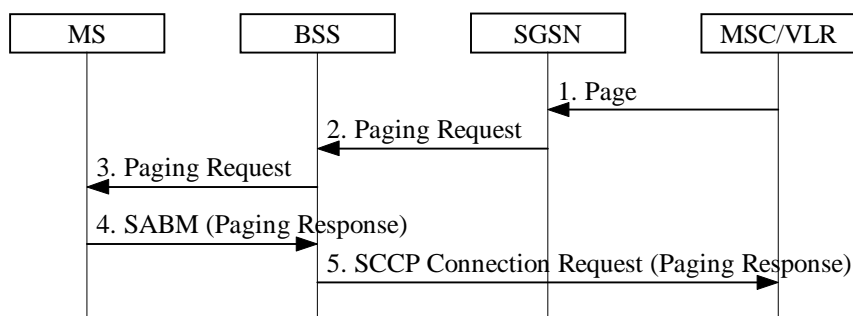 MS
BSS
SGSN
MSC/VLR
1. Page
2. Paging Request
3. Paging Request
4. SABM (Paging Response)
5. SCCP Connection Request (Paging Response)